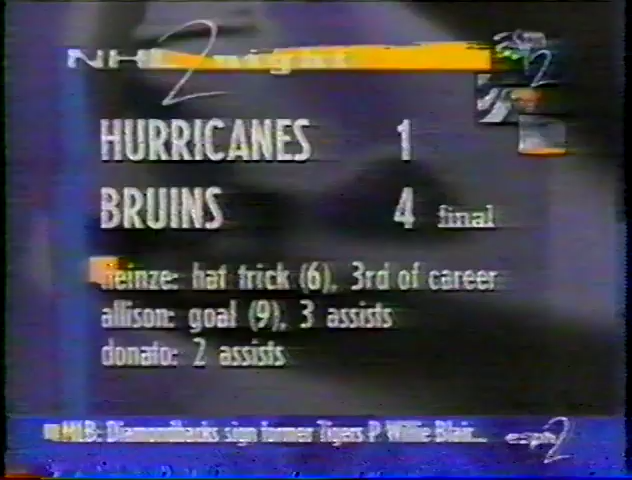 NHL 2night
HURRICANES 1
BRUINS 4 final
heinze: hat trick (6), 3rd of career
allison: goal (9), 3 assists
donato: 2 assists
MLB: Diamondbacks sign former Tigers P Willie Blair... espn2